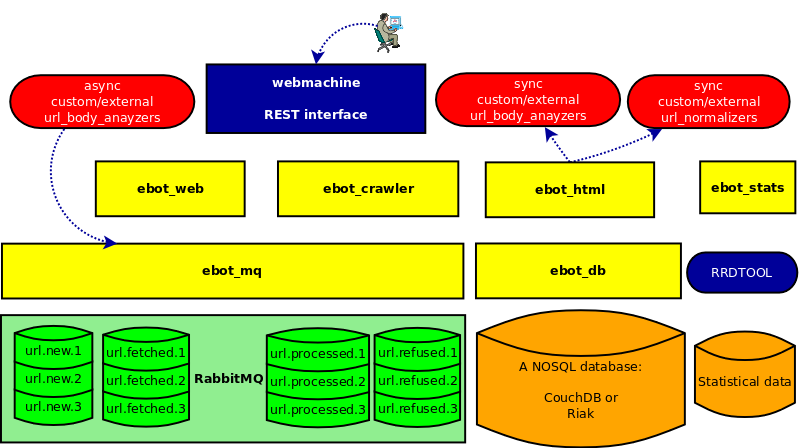 async
custom/external
url_body_anayzers
webmachine
REST interface
sync
custom/external
url_body_anayzers
sync
custom/external
url_normalizers
ebot_web
ebot_crawler
ebot_html
ebot_stats
ebot_mq
ebot_db
RRDTOOL
url.new.1
url.new.2
url.new.3
url.fetched.1
url.fetched.2
url.fetched.3
RabbitMQ
url.processed.1
url.processed.2
url.processed.3
url.refused.1
url.refused.2
url.refused.3
A NOSQL database:
CouchDB or
Riak
Statistical data